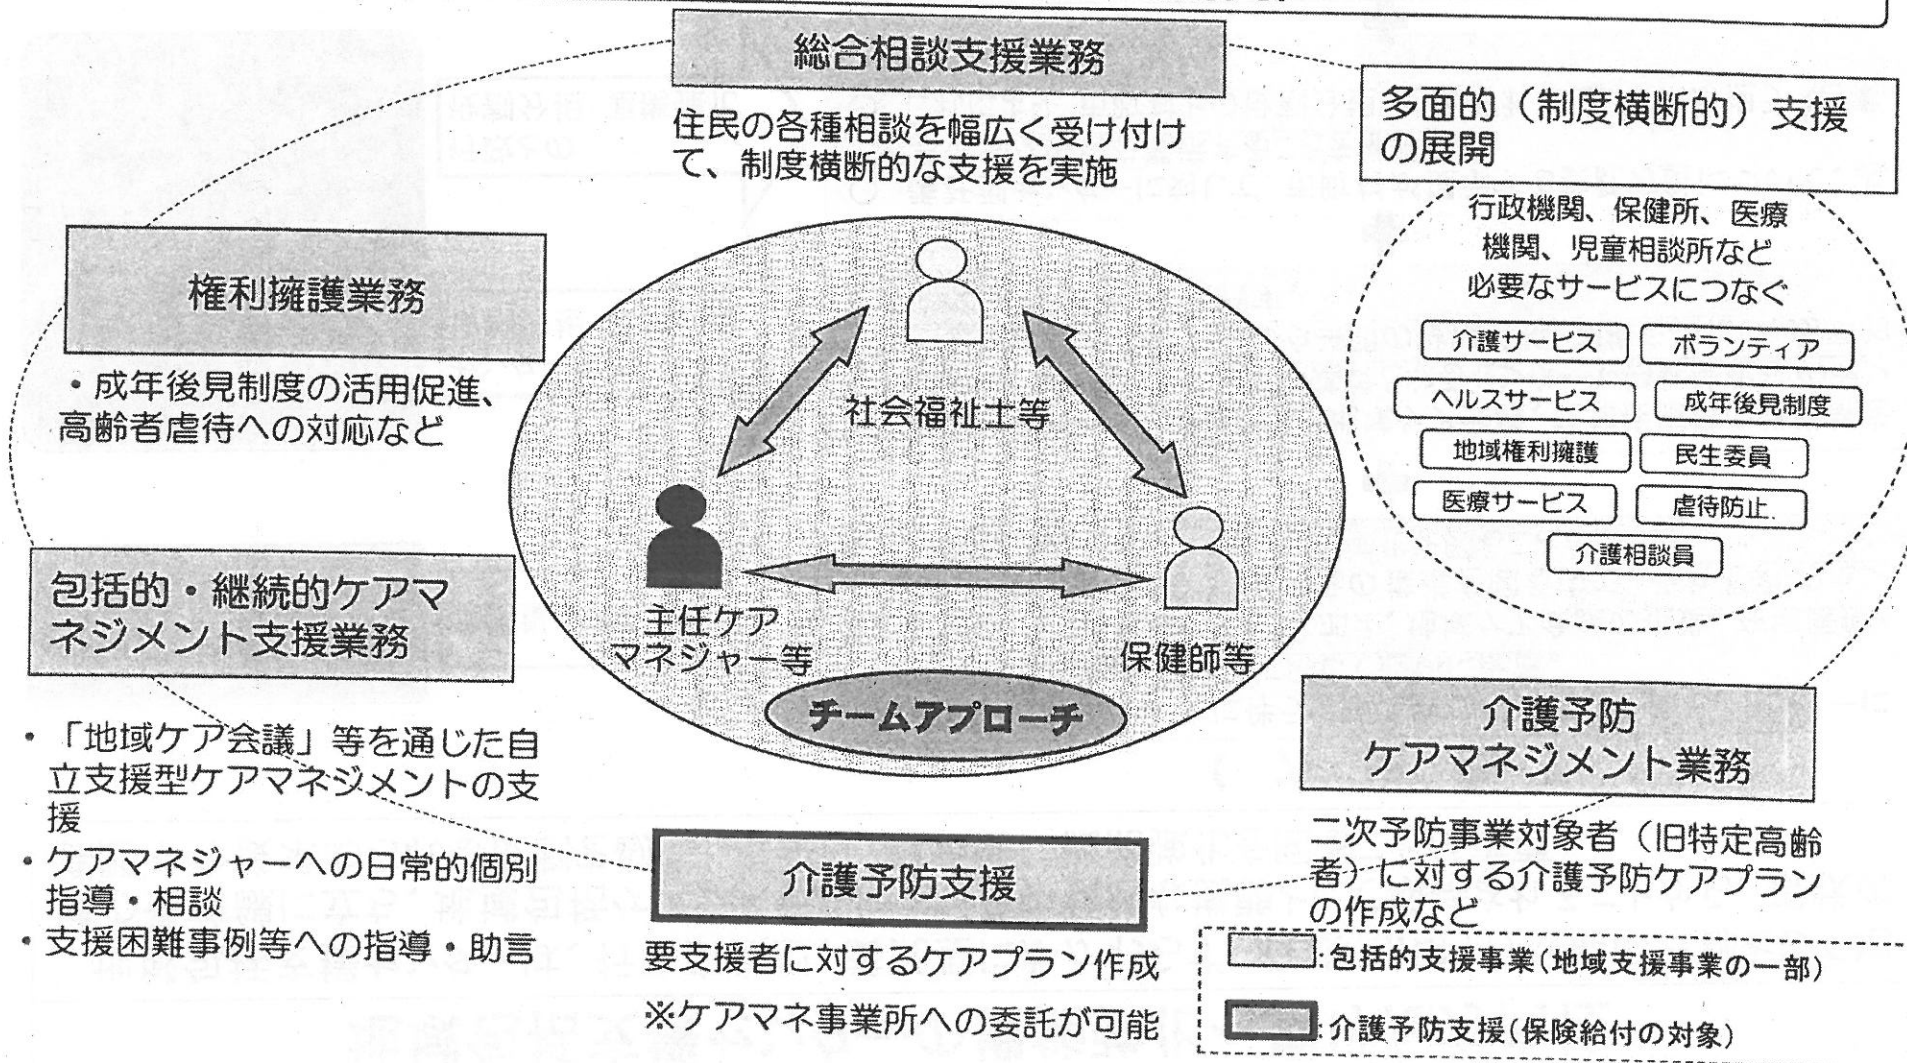 総合相談支援業務
住民の各種相談を幅広く受け付け
て、制度横断的な支援を実施
多面的（制度横断的）支援
の展開
行政機関、保健所、医療
機関、児童相談所など
必要なサービスにつなぐ
介護サービス
ボランティア
ヘルスサービス
成年後見制度
地域権利擁護
民生委員
医療サービス
虐待防止
介護相談員
権利擁護業務
・成年後見制度の活用促進、
高齢者虐待への対応など
社会福祉士等
主任ケア
マネジャー等
保健師等
チームアプローチ
包括的・継続的ケアマ
ネジメント支援業務
・「地域ケア会議」等を通じた自
立支援型ケアマネジメントの支
援
・ケアマネジャーへの日常的個別
指導・相談
・支援困難事例等への指導・助言
介護予防支援
要支援者に対するケアプラン作成
※ケアマネ事業所への委託が可能
介護予防
ケアマネジメント業務
二次予防事業対象者（旧特定高齢
者）に対する介護予防ケアプラン
の作成など
:包括的支援事業(地域支援事業の一部)
:介護予防支援(保険給付の対象)